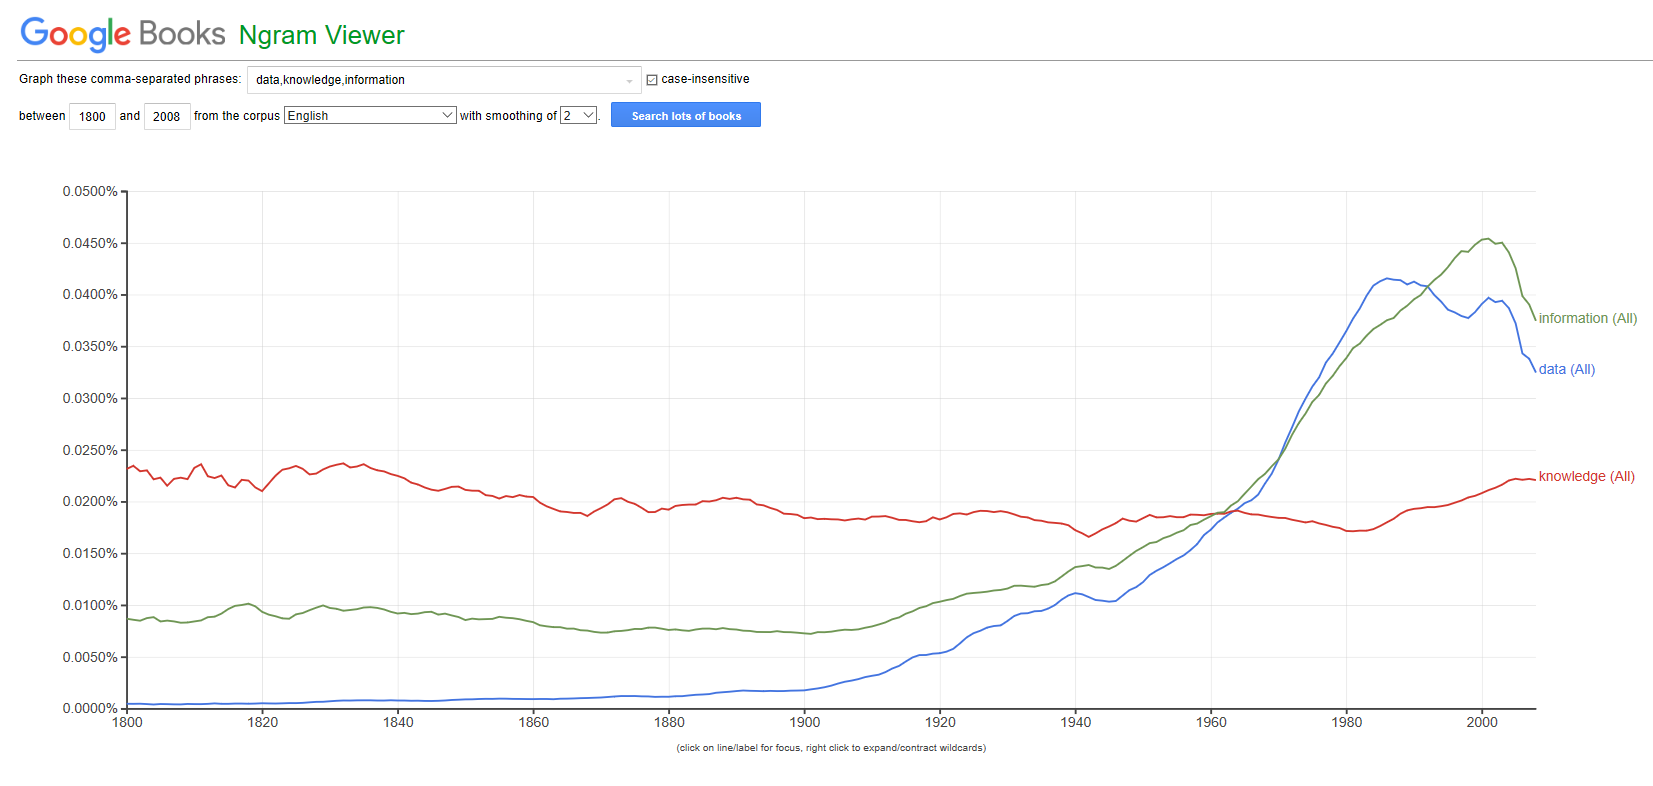 Google Books Ngram Viewer
Graph these comma-separated phrases: data,knowledge,information case-insensitive
between 1800 and 2008 from the corpus English with smoothing of 2 . Search lots of books
0.0500%
0.0450%
0.0400%
0.0350%
0.0300%
0.0250%
0.0200%
0.0150%
0.0100%
0.0050%
0.0000%
information (All)
data (All)
knowledge (All)
1800 1820 1840 1860 1880 1900 1920 1940 1960 1980 2000
(click on line/label for focus, right click to expand/contract wildcards)